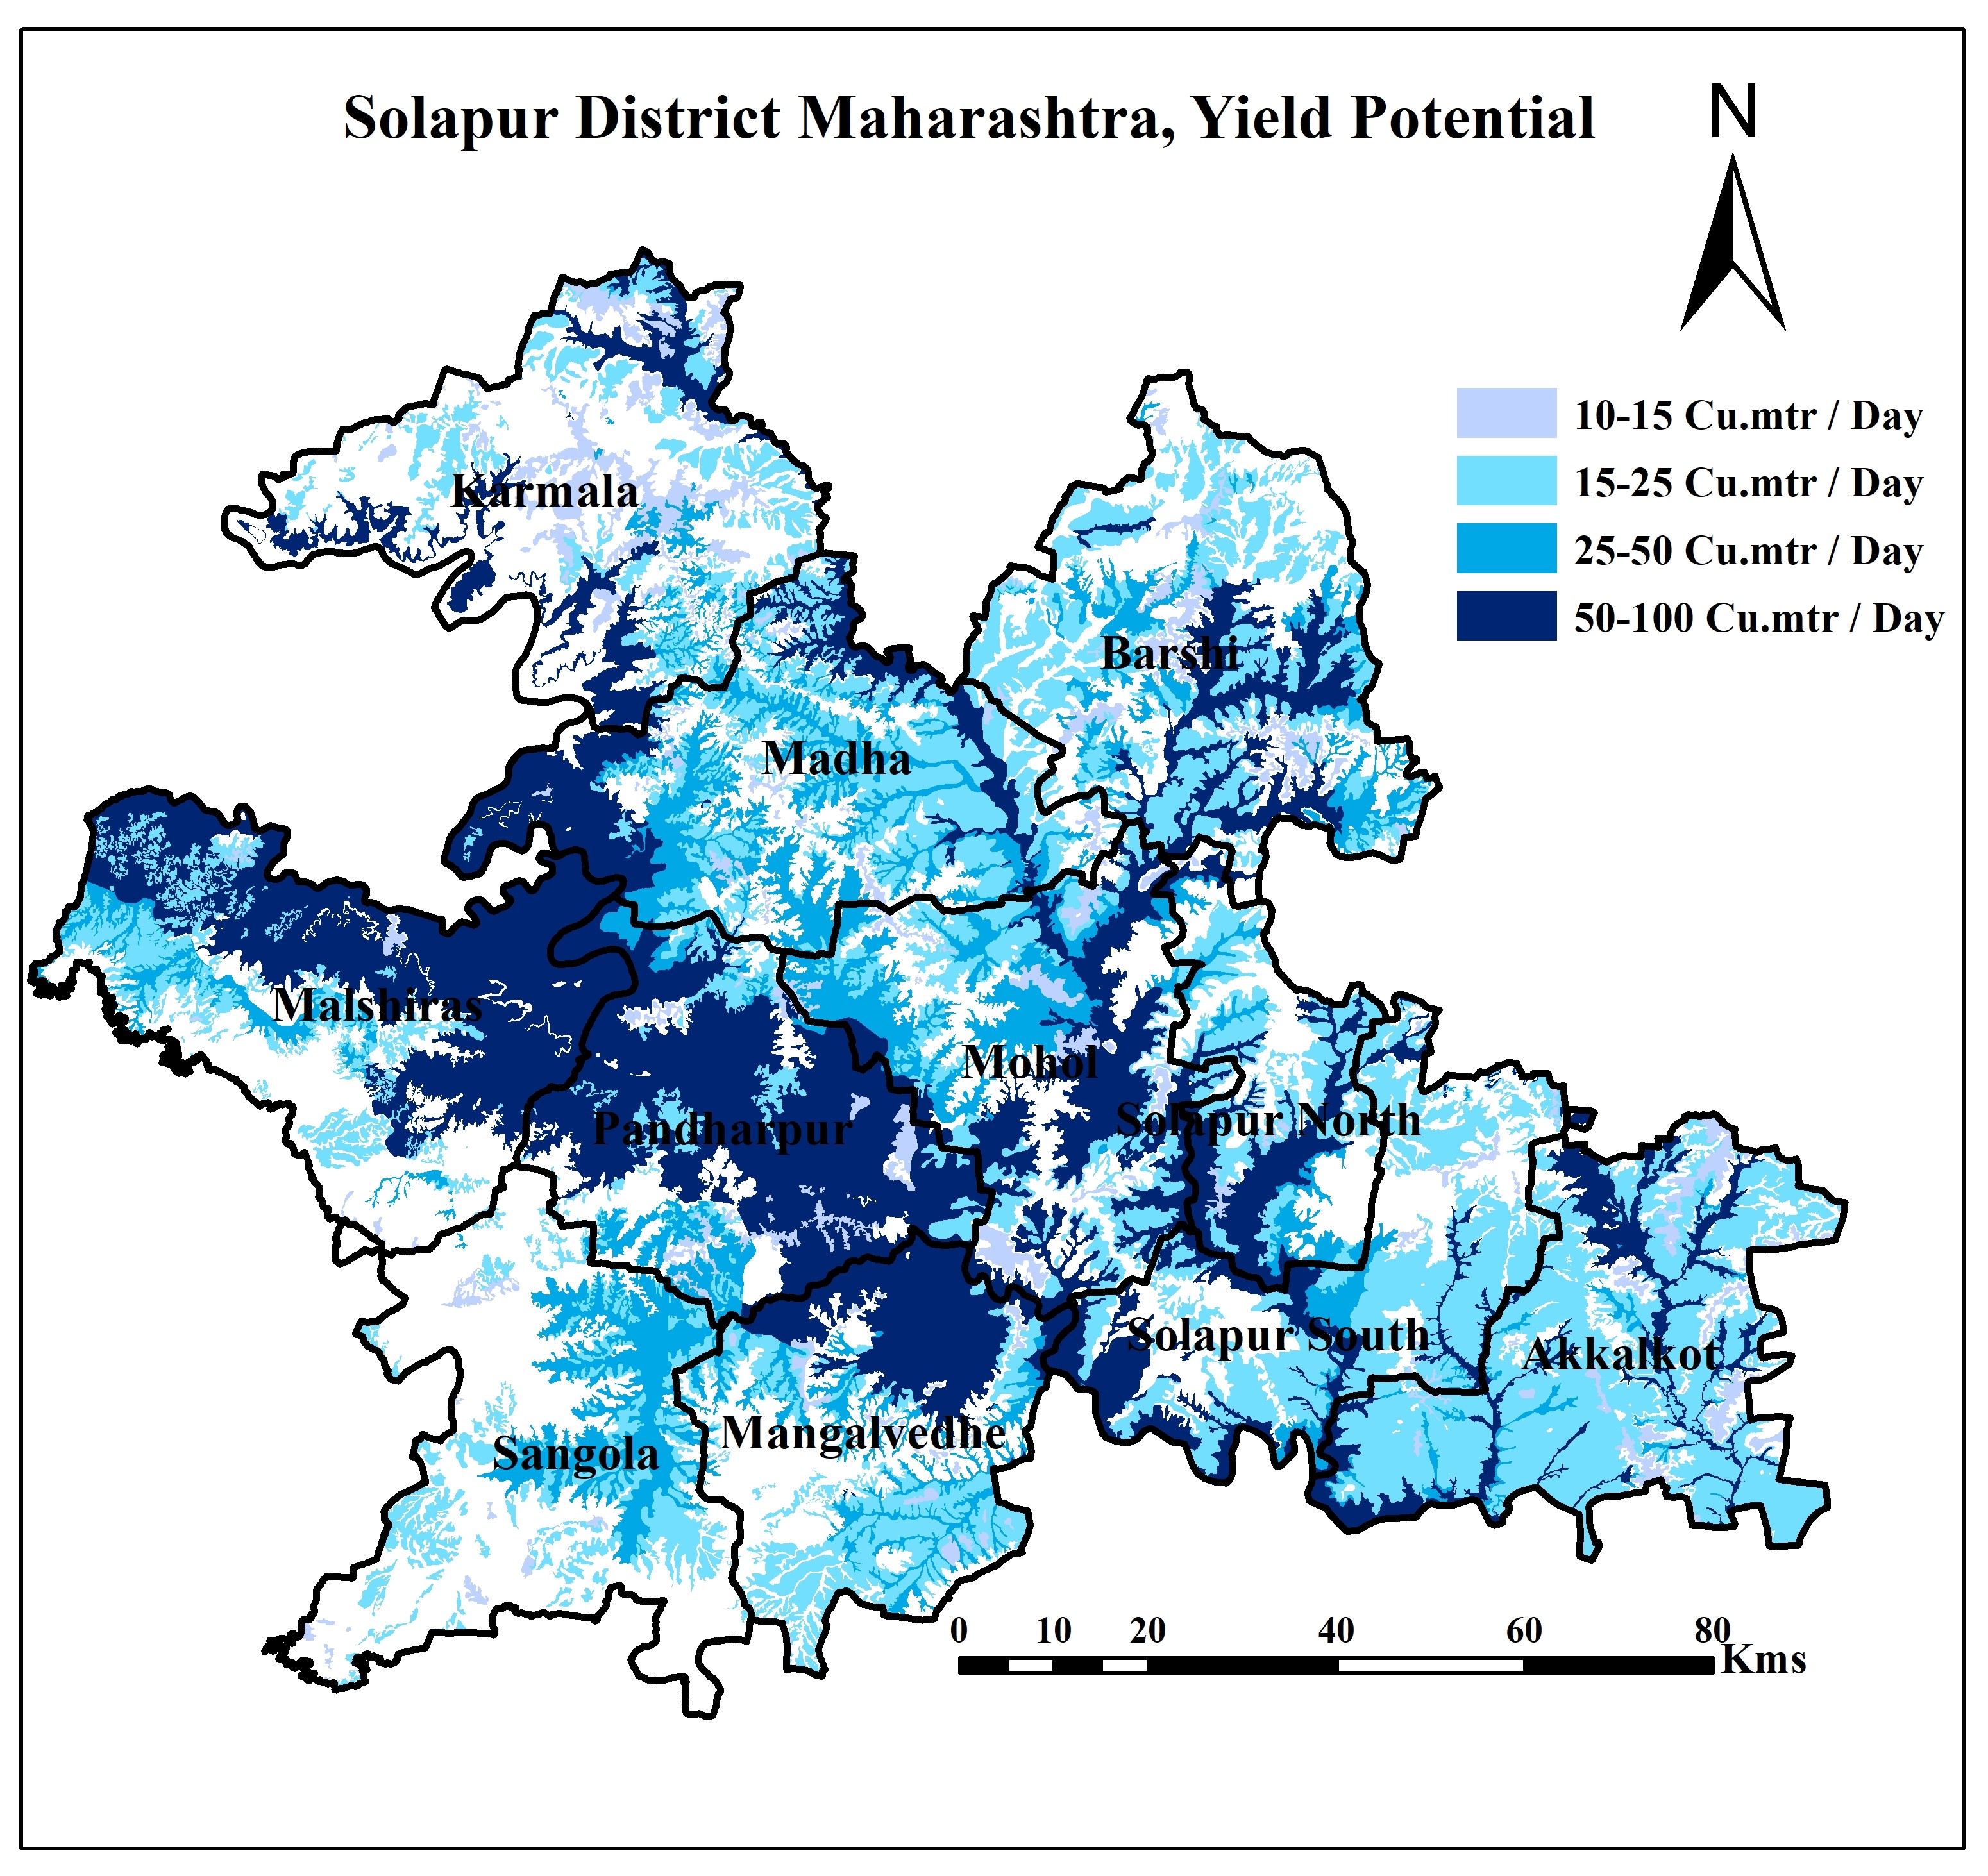 Solapur District Maharashtra, Yield Potential
N
10-15 Cu.mtr / Day
15-25 Cu.mtr / Day
25-50 Cu.mtr / Day
50-100 Cu.mtr / Day
Karmala
Barshi
Madha
Malshiras
Mohol
Pandharpur
Solapur North
Solapur South
Akkalkot
Mangalvedhe
Sangola
0 10 20 40 60 80
Kms